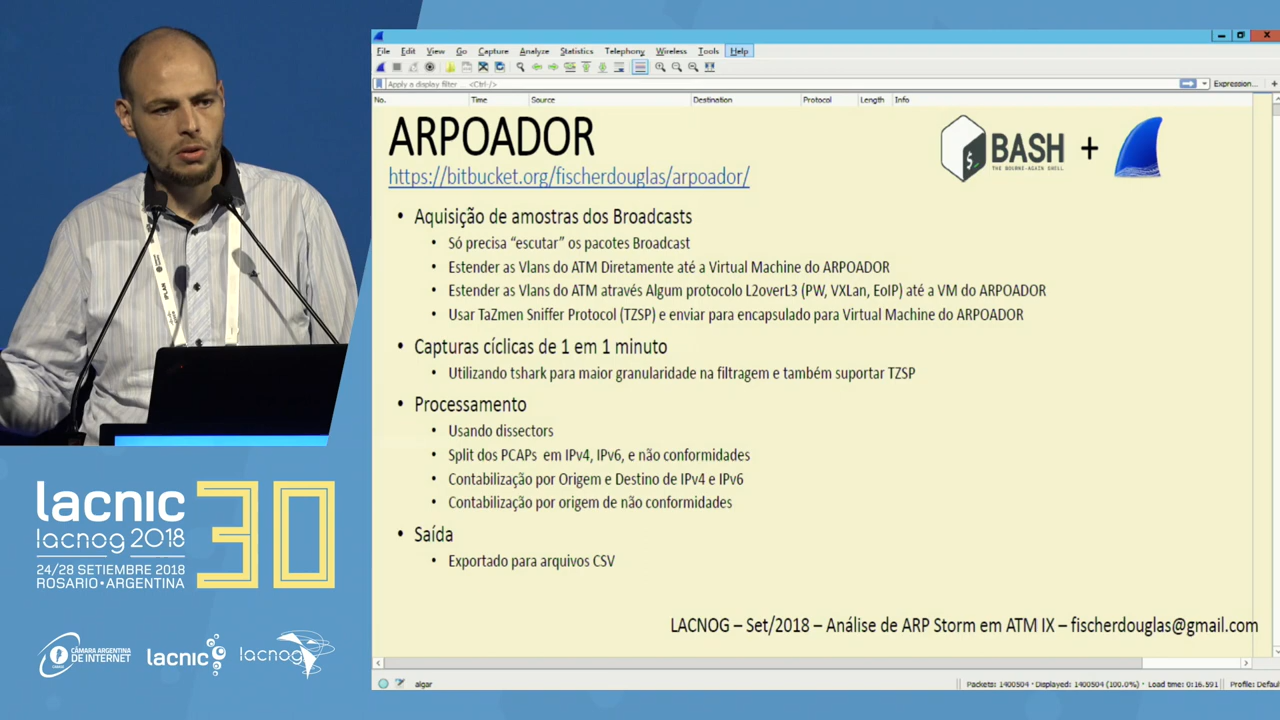 File Edit View Go Capture Analyze Statistics Telephony Wireless Tools Help
Apply a display filter ... <Ctrl-/>
Expression...
No. Time Source Destination Protocol Length Info
ARPOADOR
https://bitbucket.org/fischerdouglas/arpoador/
BASH
THE BOURNE-AGAIN SHELL
+
• Aquisição de amostras dos Broadcasts
• Só precisa “escutar” os pacotes Broadcast
• Estender as Vlans do ATM Diretamente até a Virtual Machine do ARPOADOR
• Estender as Vlans do ATM através Algum protocolo L2overL3 (PW, VXLan, EoIP) até a VM do ARPOADOR
• Usar TaZmen Sniffer Protocol (TZSP) e enviar para encapsulado para Virtual Machine do ARPOADOR
• Capturas cíclicas de 1 em 1 minuto
• Utilizando tshark para maior granularidade na filtragem e também suportar TZSP
• Processamento
• Usando dissectors
• Split dos PCAPs em IPv4, IPv6, e não conformidades
• Contabilização por Origem e Destino de IPv4 e IPv6
• Contabilização por origem de não conformidades
• Saída
• Exportado para arquivos CSV
LACNOG – Set/2018 – Análise de ARP Storm em ATM IX – fischerdouglas@gmail.com
algar
Packets: 1400504 · Displayed: 1400504 (100.0%) · Load time: 0:16.591
Profile: Defau
IPLAN
lacnic 30
lacnog 2018
24/28 SETIEMBRE 2018
ROSARIO • ARGENTINA
CÁMARA ARGENTINA
DE INTERNET
lacnic
lacnog